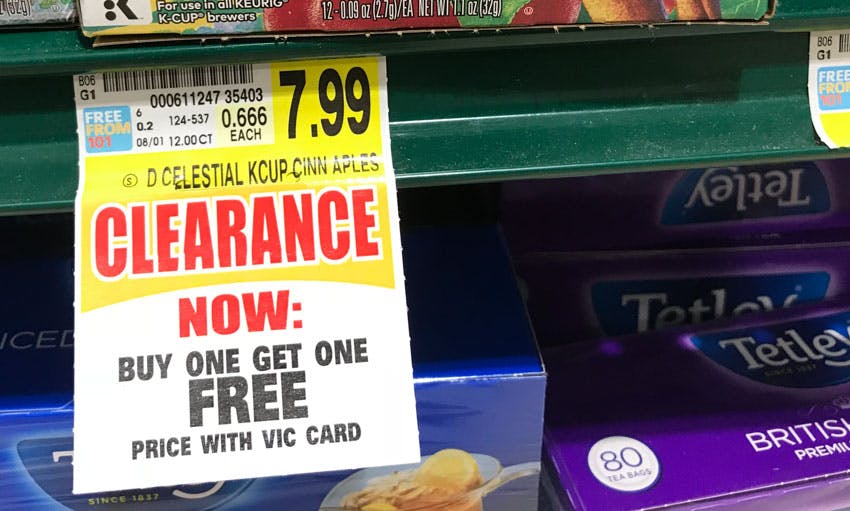 For use in all KEURIG®
K-CUP® brewers
12 - 0.09 oz (2.7g)/EA NET WT 1.1 oz (32g)
B06
G1
000611247 35403
7.99
FREE
FROM
101
6
0.2
124-537
0.666
EACH
08/01 12.00CT
Ⓢ D CELESTIAL KCUP CINN APLES
CLEARANCE
NOW:
BUY ONE GET ONE
FREE
PRICE WITH VIC CARD
B06
G1
FREE
FROM
101
Tetley
Tetley
Tetley
SINCE 1837
BRITIS
PREMI
80
TEA BAGS
ICED
SINCE 1837